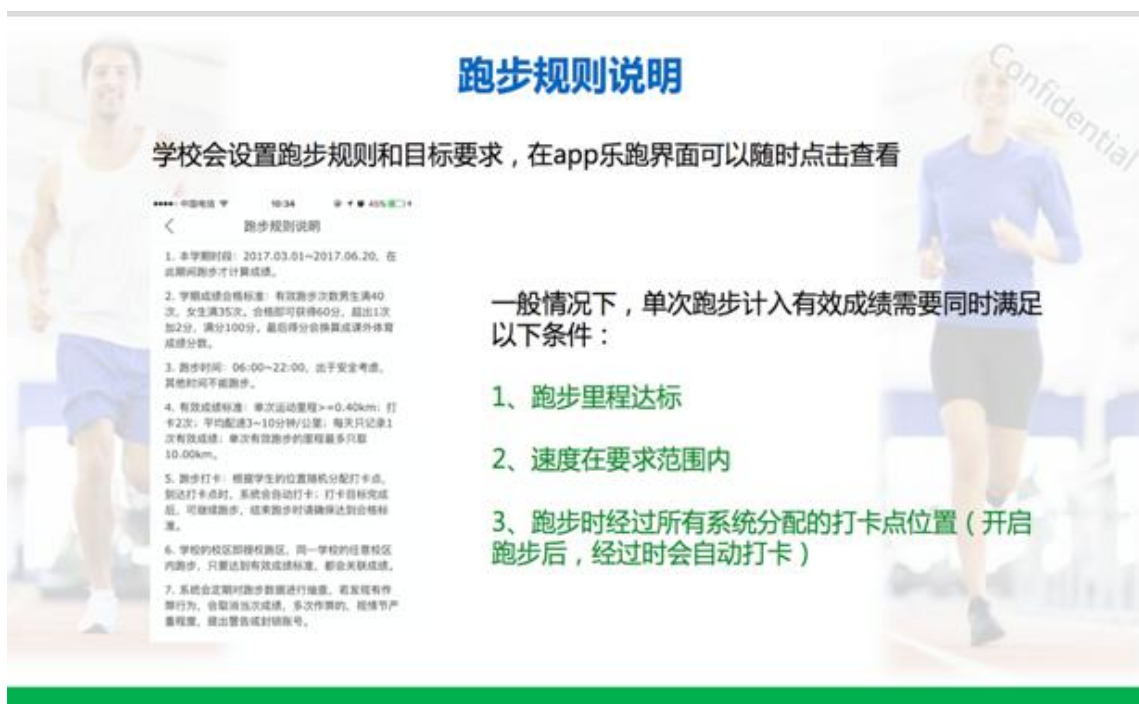 跑步规则说明
Confidential
学校会设置跑步规则和目标要求，在app乐跑界面可以随时点击查看
中国电信 10:34 45%
跑步规则说明
1. 本学期时段：2017.03.01~2017.06.20，在
此期间跑步才计算成绩。
2. 学期成绩合格标准：有效跑步次数男生满40
次，女生满35次，合格即可获得60分，超出1次
加2分，满分100分，最后得分会换算成课外体育
成绩分数。
3. 跑步时间：06:00~22:00，出于安全考虑，
其他时间不能跑步。
4. 有效成绩标准：单次运动里程>=0.40km；打
卡2次；平均配速3~10分钟/公里；每天只记录1
次有效成绩；单次有效跑步的里程最多只取
10.00km。
5. 跑步打卡：根据学生的位置随机分配打卡点，
到达打卡点时，系统会自动打卡；打卡目标完成
后，可继续跑步，结束跑步时请确保达到合格标
准。
6. 学校的校区即授权跑区，同一学校的任意校区
内跑步，只要达到有效成绩标准，都会关联成绩。
7. 系统会定期对跑步数据进行抽查，若发现有作
弊行为，会取消当次成绩，多次作弊的，视情节严
重程度，提出警告或封锁账号。
一般情况下，单次跑步计入有效成绩需要同时满足
以下条件：
1、跑步里程达标
2、速度在要求范围内
3、跑步时经过所有系统分配的打卡点位置（开启
跑步后，经过时会自动打卡）